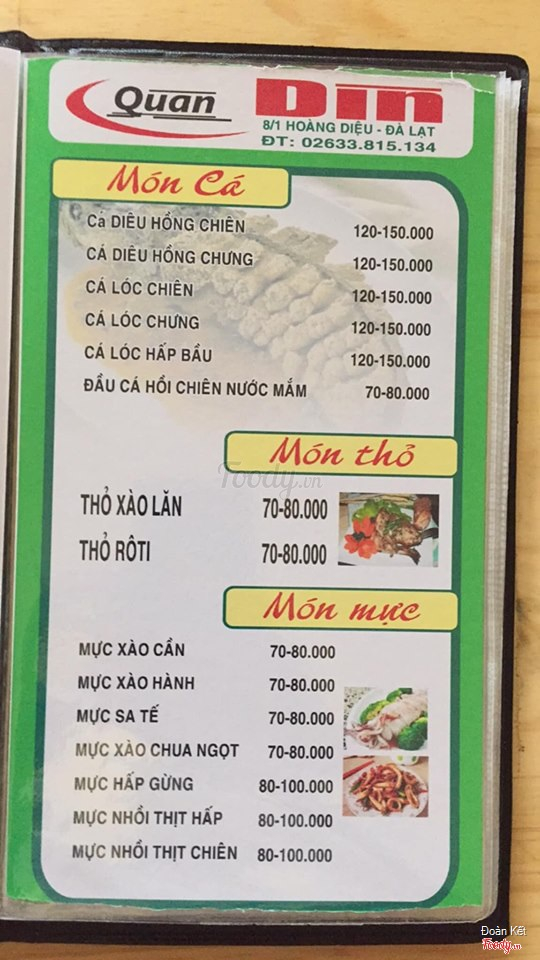 Quan Din
8/1 HOÀNG DIỆU - ĐÀ LẠT
ĐT: 02633.815.134
Món Cá
Cá DIÊU HỒNG CHIÊN 120-150.000
CÁ DIÊU HỒNG CHƯNG 120-150.000
CÁ LÓC CHIÊN 120-150.000
CÁ LÓC CHƯNG 120-150.000
CÁ LÓC HẤP BẦU 120-150.000
ĐẦU CÁ HỒI CHIÊN NƯỚC MẮM 70-80.000
Foody.vn
Món thỏ
THỎ XÀO LĂN 70-80.000
THỎ RÔTI 70-80.000
Món mực
MỰC XÀO CẦN 70-80.000
MỰC XÀO HÀNH 70-80.000
MỰC SA TẾ 70-80.000
MỰC XÀO CHUA NGỌT 70-80.000
MỰC HẤP GỪNG 80-100.000
MỰC NHỒI THỊT HẤP 80-100.000
MỰC NHỒI THỊT CHIÊN 80-100.000
Đoàn Kết
Foody.vn